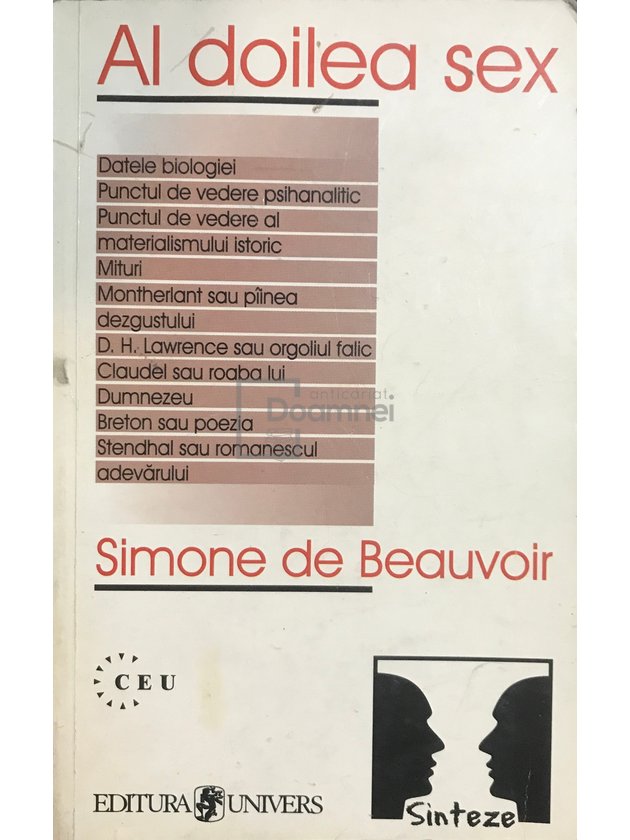 Al doilea sex
Datele biologiei
Punctul de vedere psihanalitic
Punctul de vedere al
materialismului istoric
Mituri
Montherlant sau pîinea
dezgustului
D. H. Lawrence sau orgoliul falic
Claudel sau roaba lui
Dumnezeu
anticariat
Doamnei
Breton sau poezia
Stendhal sau romanescul
adevărului
Simone de Beauvoir
CEU
EDITURA UNIVERS
Sinteze